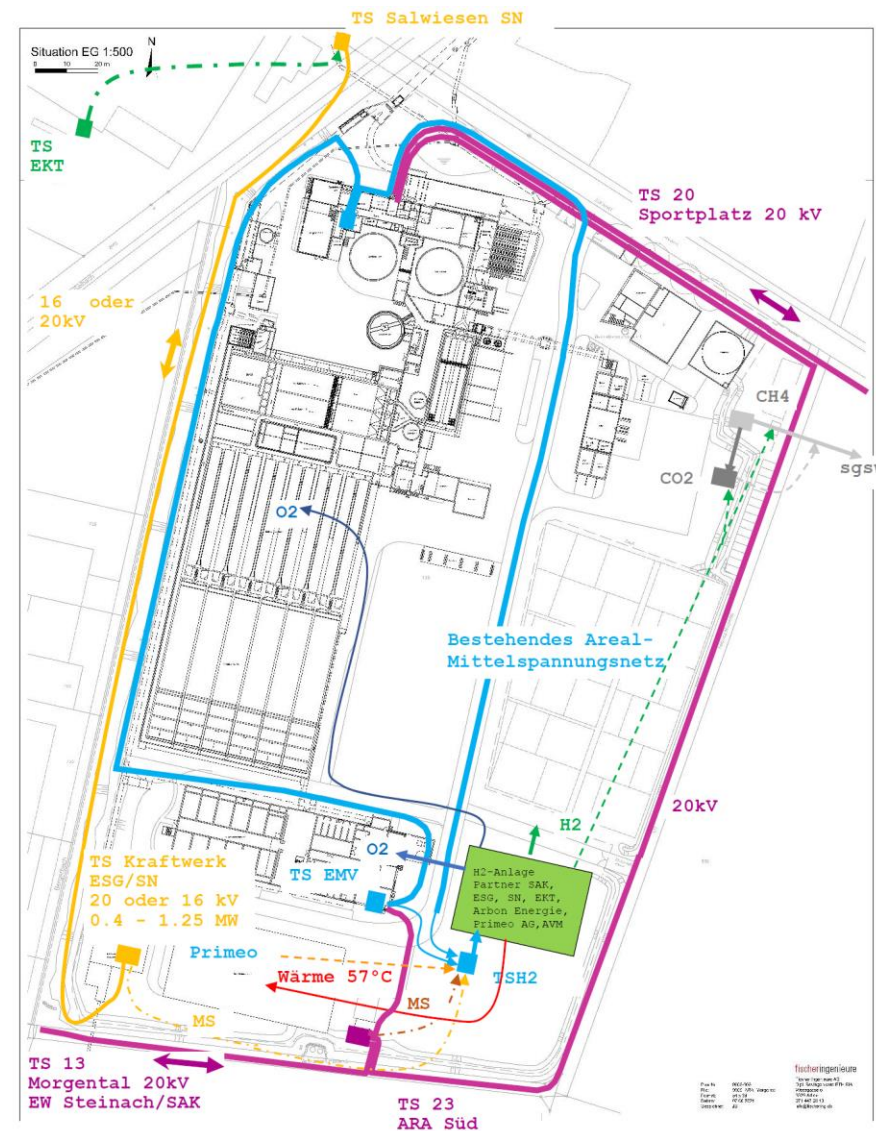 TS Salwiesen SN
Situation EG 1:500
N
0 10 20 m
TS
EKT
TS 20
Sportplatz 20 kV
16 oder
20kV
CH4
CO2
O2
Bestehendes Areal-
Mittelspannungsnetz
20kV
H2
TS Kraftwerk
ESG/SN
20 oder 16 kV
0.4 - 1.25 MW
TS EMV
O2
H2-Anlage
Partner SAK,
ESG, SN, EKT,
Arbon Energie,
Primeo AG,AVM
Primeo
TSH2
Wärme 57°C
MS
MS
TS 13
Morgental 20kV
EW Steinach/SAK
TS 23
ARA Süd
fischeringenieure